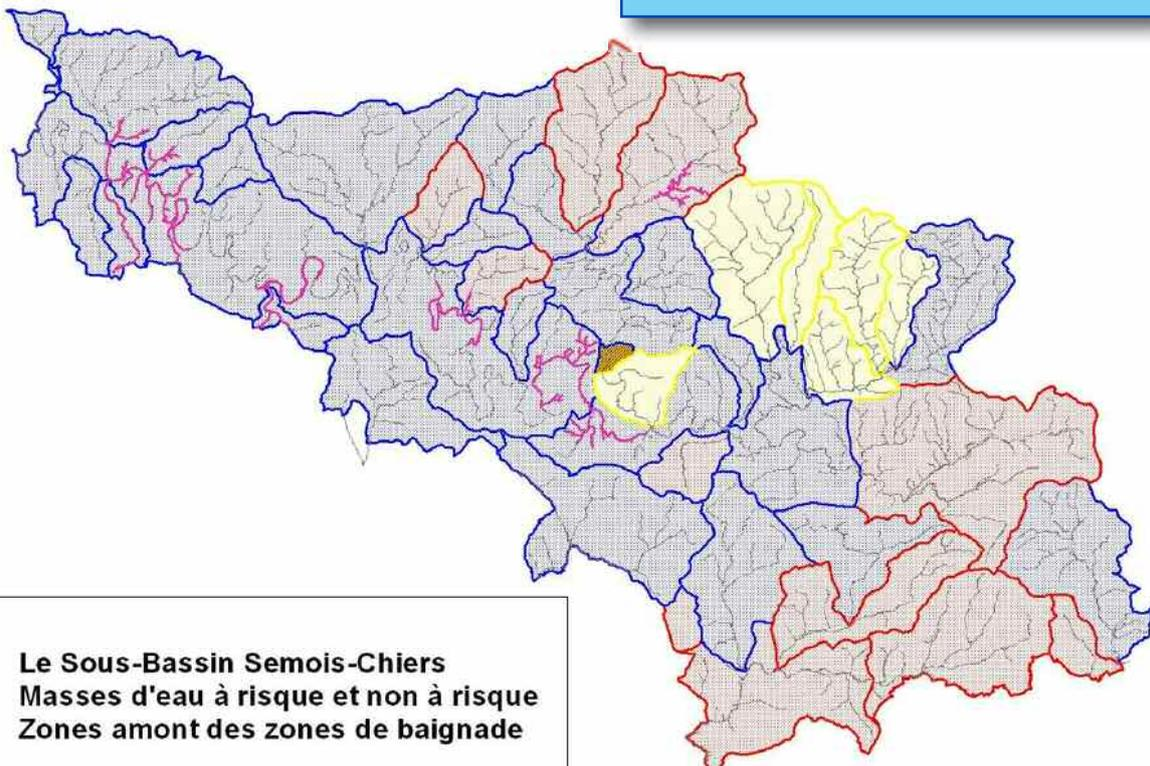 Le Sous-Bassin Semois-Chiers
Masses d'eau à risque et non à risque
Zones amont des zones de baignade